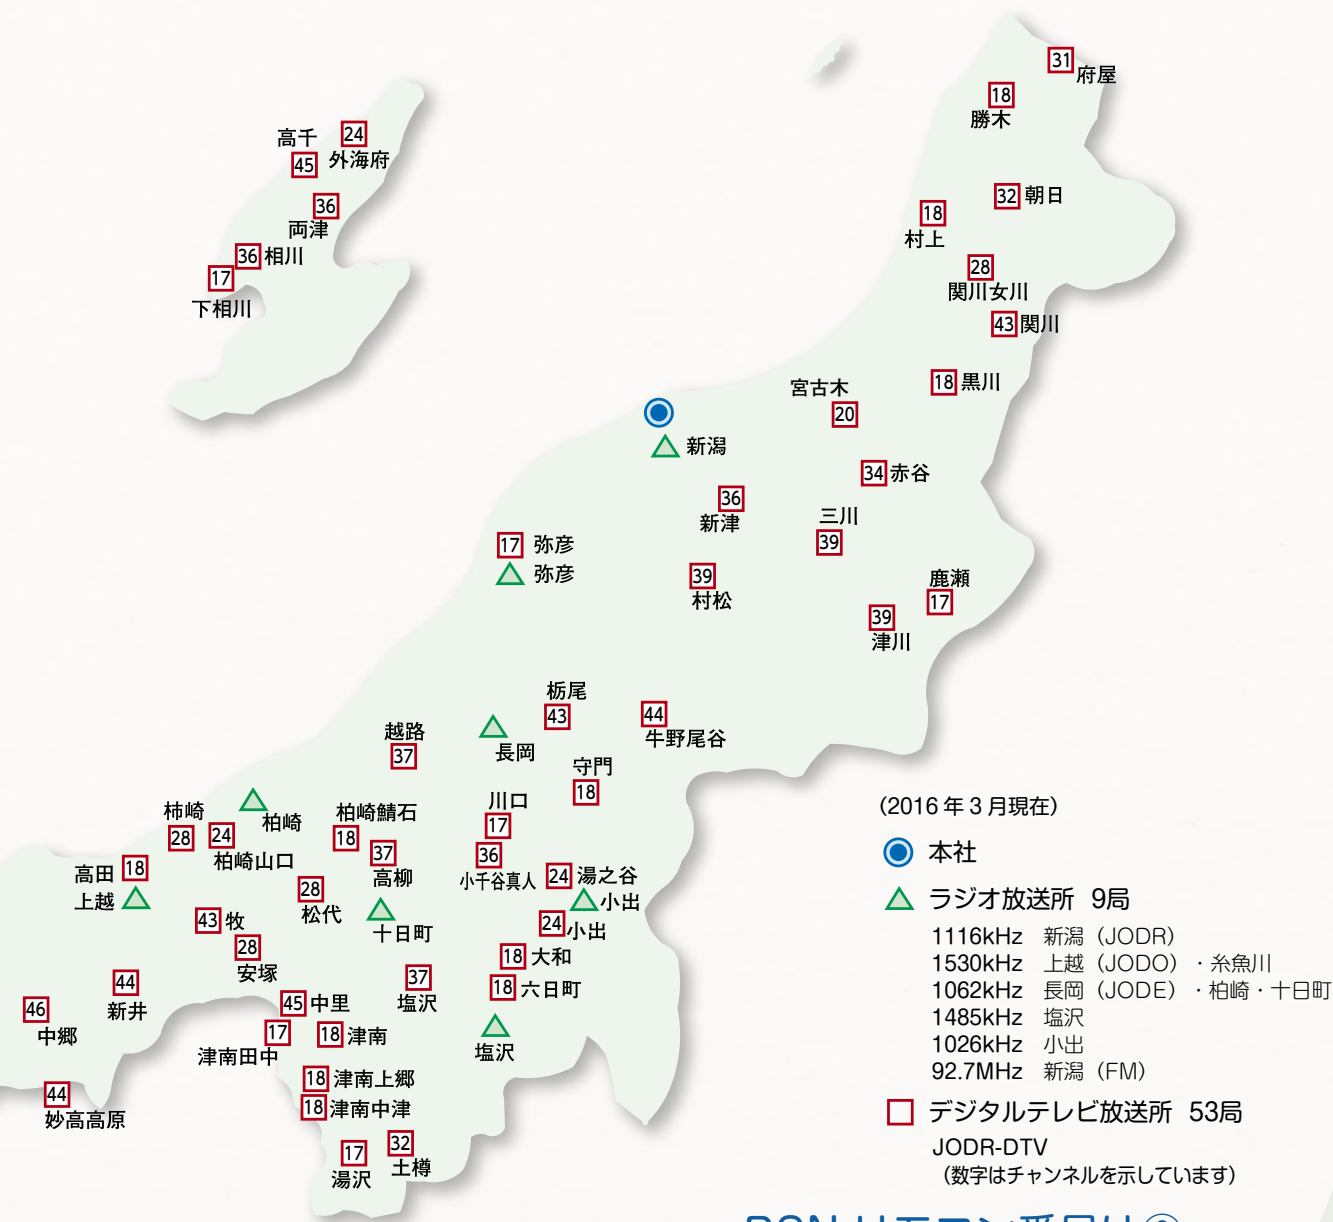 31
府屋
18
勝木
高千
24
45
外海府
32 朝日
36
両津
18
村上
36 相川
17
下相川
28
関川女川
43 関川
宮古木
18 黒川
20
新潟
34 赤谷
36
新津
三川
39
17 弥彦
弥彦
39
村松
鹿瀬
17
39
津川
栃尾
43
44
牛野尾谷
越路
37
長岡
守門
18
柿崎
28
24
柏崎山口
柏崎
柏崎鯖石
18
川口
17
37
高柳
36
小千谷真人
高田 18
上越
24 湯之谷
小出
28
松代
十日町
43 牧
24
小出
28
安塚
18 大和
44
新井
37
塩沢
18 六日町
46
中郷
45 中里
17
津南田中
18 津南
塩沢
18 津南上郷
44
妙高高原
18 津南中津
17
湯沢
32
土樽
(2016 年 3 月現在)
本社
ラジオ放送所 9局
1116kHz 新潟（JODR）
1530kHz 上越（JODO）・糸魚川
1062kHz 長岡（JODE）・柏崎・十日町
1485kHz 塩沢
1026kHz 小出
92.7MHz 新潟（FM）
デジタルテレビ放送所 53局
JODR-DTV
（数字はチャンネルを示しています）